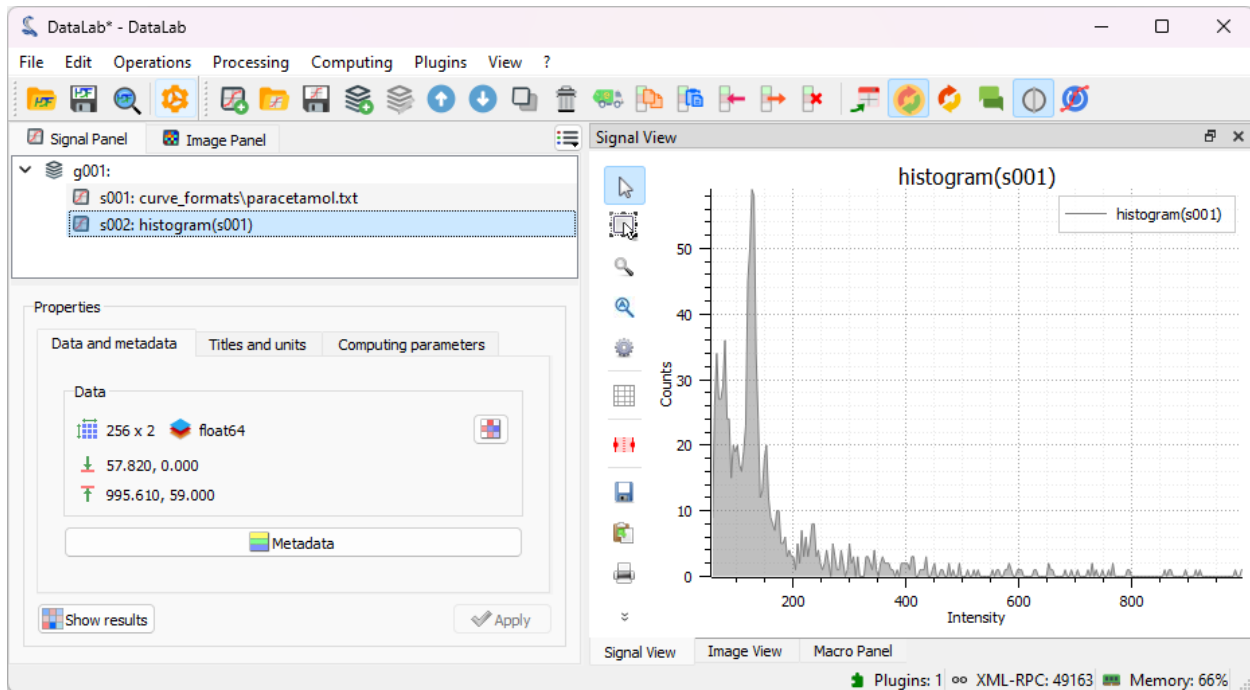 DataLab* - DataLab
File Edit Operations Processing Computing Plugins View ?
Signal Panel Image Panel
g001:
s001: curve_formats\paracetamol.txt
s002: histogram(s001)
Properties
Data and metadata Titles and units Computing parameters
Data
256 x 2 float64
57.820, 0.000
995.610, 59.000
Metadata
Show results Apply
Signal View
histogram(s001)
histogram(s001)
50
40
30
20
10
0
Counts
200 400 600 800
Intensity
Signal View Image View Macro Panel
Plugins: 1 XML-RPC: 49163 Memory: 66%